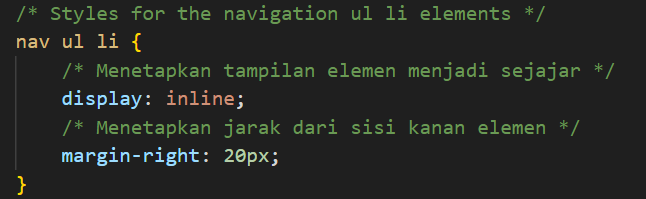 /* Styles for the navigation ul li elements */
nav ul li {
    /* Menetapkan tampilan elemen menjadi sejajar */
    display: inline;
    /* Menetapkan jarak dari sisi kanan elemen */
    margin-right: 20px;
}